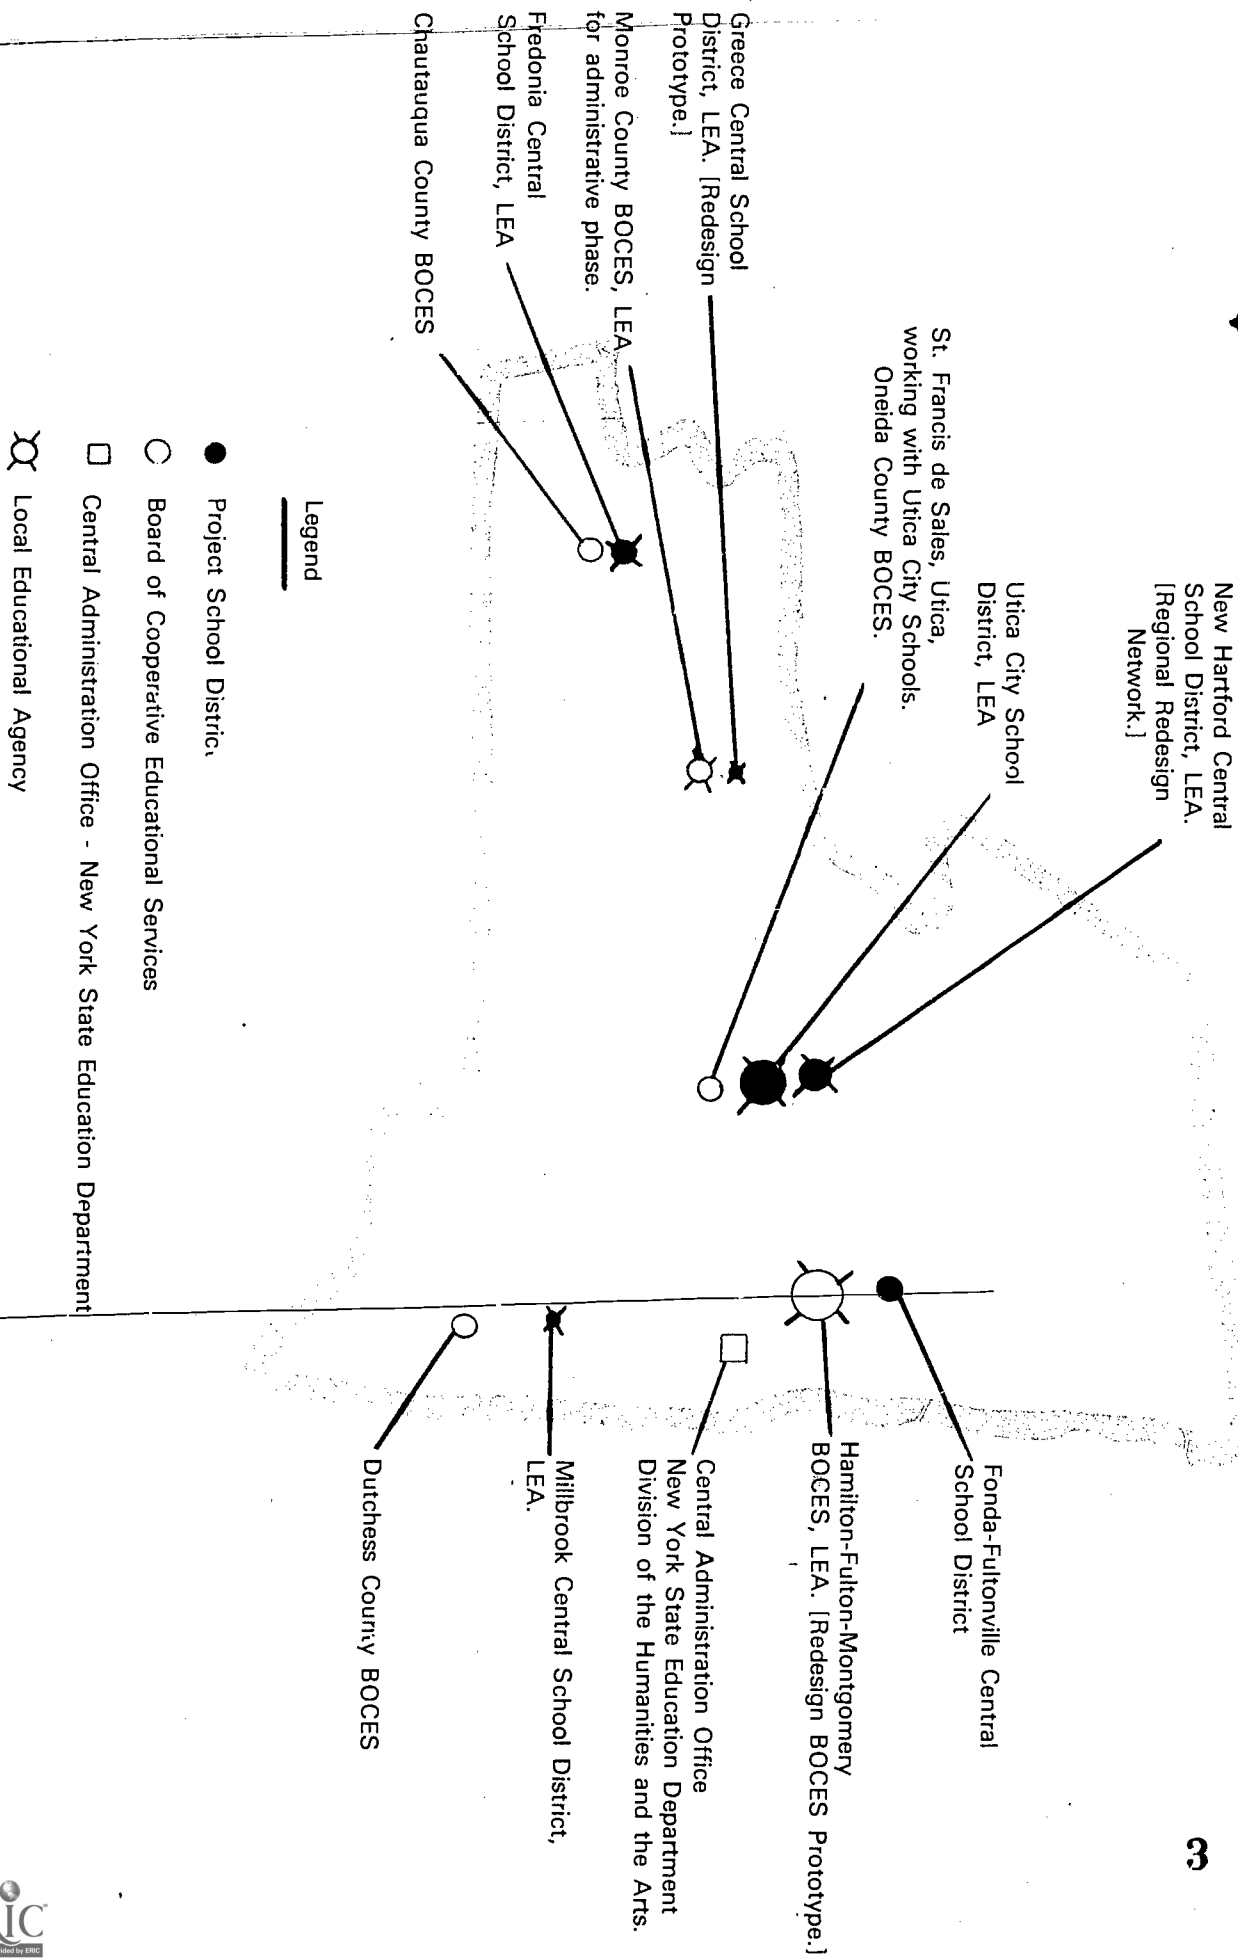 New Hartford Central
School District, LEA.
[Regional Redesign
Network.]
Utica City School
District, LEA
St. Francis de Sales, Utica,
working with Utica City Schools.
Oneida County BOCES.
Greece Central School
District, LEA. [Redesign
Prototype.]
Monroe County BOCES, LEA
for administrative phase.
Fredonia Central
School District, LEA
Chautauqua County BOCES
Fonda-Fultonville Central
School District
Hamilton-Fulton-Montgomery
BOCES, LEA. [Redesign BOCES Prototype.]
Central Administration Office
New York State Education Department
Division of the Humanities and the Arts.
Millbrook Central School District,
LEA.
Dutchess County BOCES
Legend
Project School District
Board of Cooperative Educational Services
Central Administration Office - New York State Education Department
Local Educational Agency
3
IC
ided by ERIC